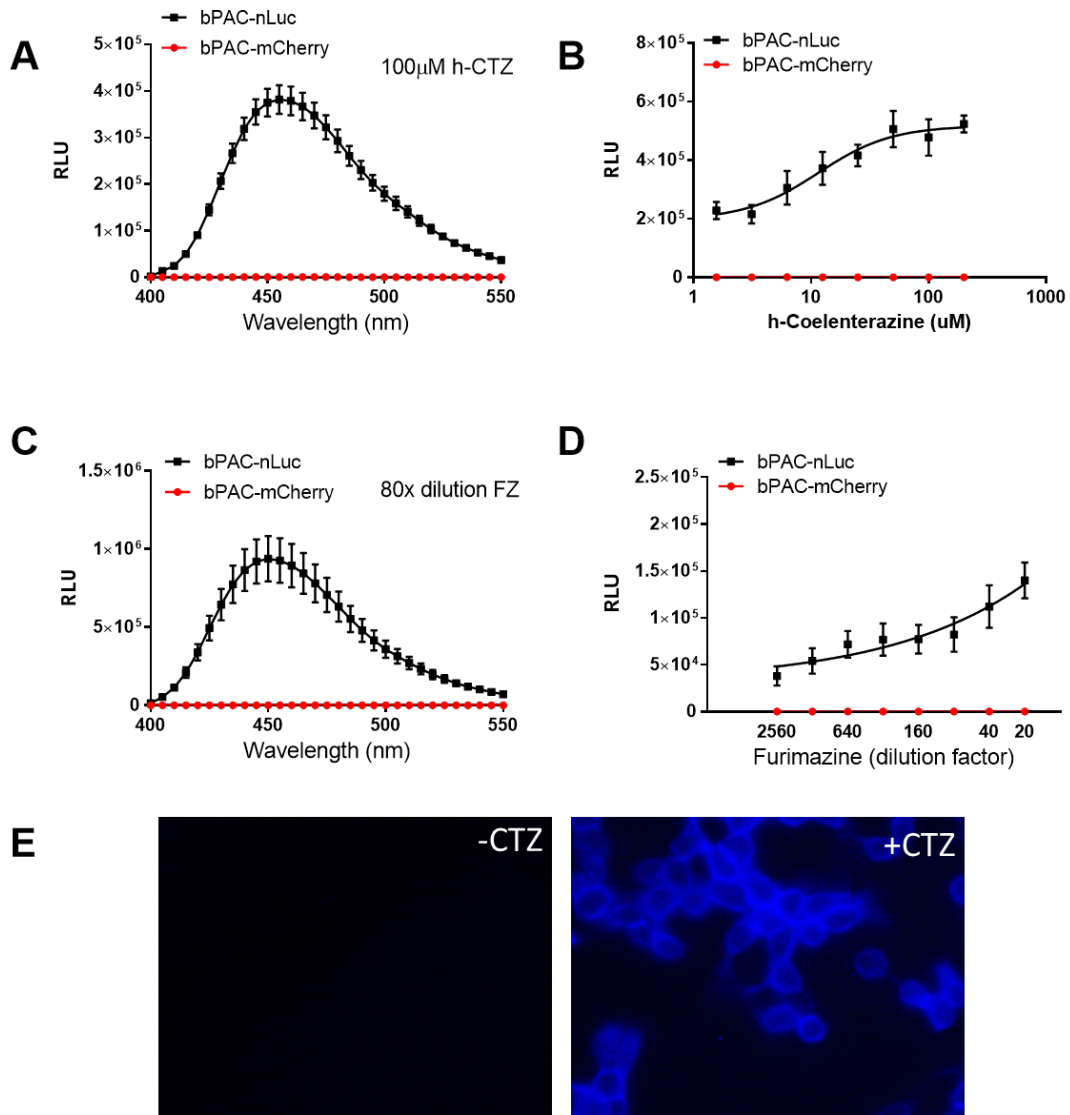 A
bPAC-nLuc
bPAC-mCherry
100μM h-CTZ
RLU
5×10⁵
4×10⁵
3×10⁵
2×10⁵
1×10⁵
0
400 450 500 550
Wavelength (nm)
B
bPAC-nLuc
bPAC-mCherry
RLU
8×10⁵
6×10⁵
4×10⁵
2×10⁵
0
1 10 100 1000
h-Coelenterazine (uM)
C
bPAC-nLuc
bPAC-mCherry
80x dilution FZ
RLU
1.5×10⁶
1×10⁶
5×10⁵
0
400 450 500 550
Wavelength (nm)
D
bPAC-nLuc
bPAC-mCherry
RLU
2.5×10⁵
2×10⁵
1.5×10⁵
1×10⁵
5×10⁴
0
2560 640 160 40 20
Furimazine (dilution factor)
E
-CTZ
+CTZ